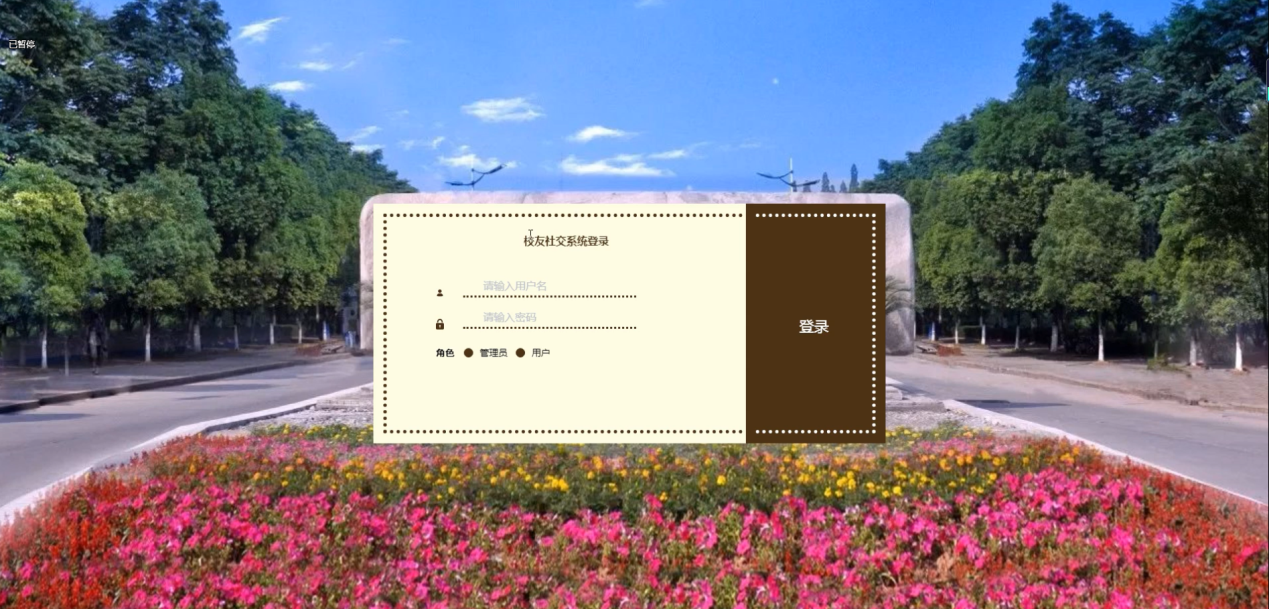 已暂停
校友社交系统登录
请输入用户名
请输入密码
角色 管理员 用户
登录